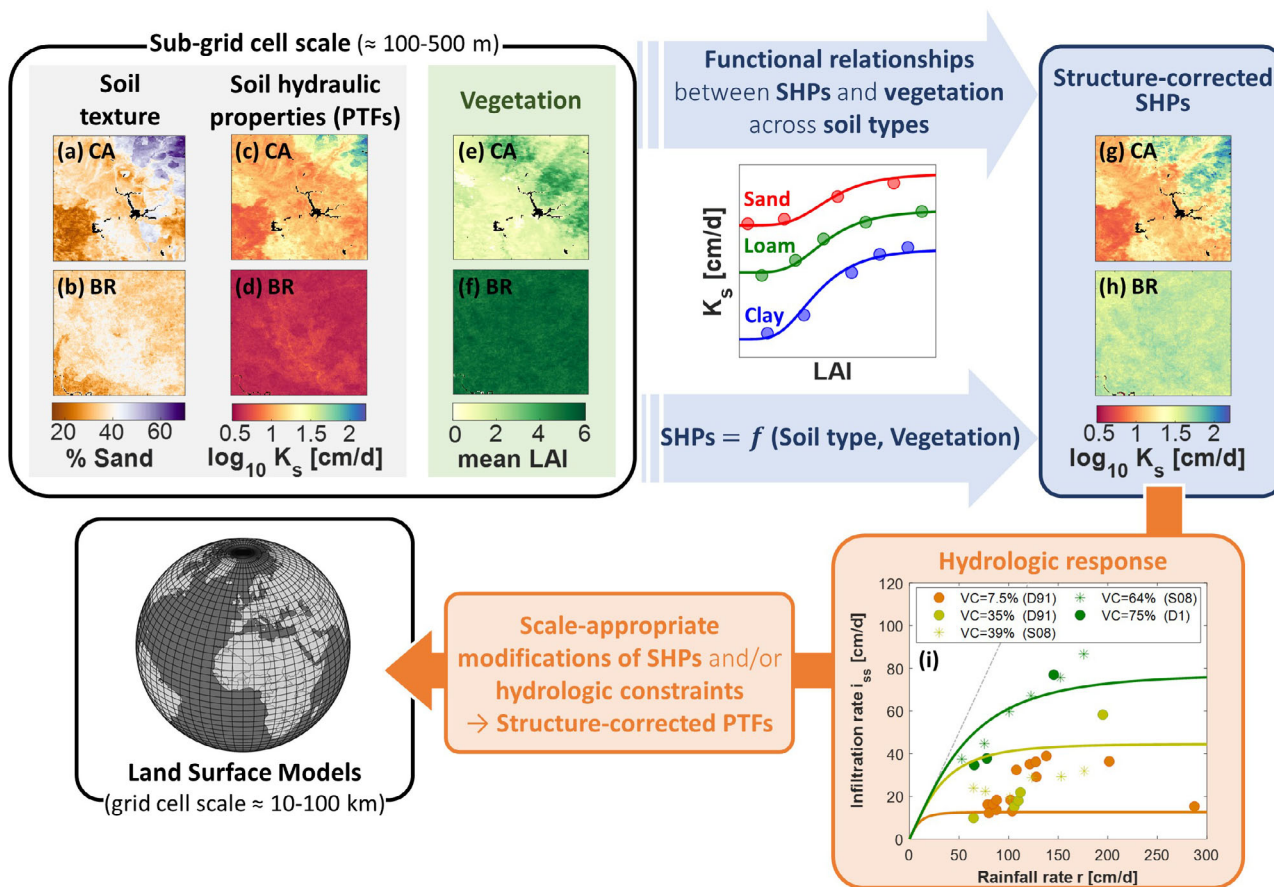 Sub-grid cell scale (≈ 100-500 m)
Soil
texture
Soil hydraulic
properties (PTFs)
Vegetation
(a) CA
(c) CA
(e) CA
(b) BR
(d) BR
(f) BR
20 40 60
% Sand
0.5 1 1.5 2
log10 Ks [cm/d]
0 2 4 6
mean LAI
Functional relationships
between SHPs and vegetation
across soil types
Ks [cm/d]
Sand
Loam
Clay
LAI
SHPs = f (Soil type, Vegetation)
Structure-corrected
SHPs
(g) CA
(h) BR
0.5 1 1.5 2
log10 Ks [cm/d]
Hydrologic response
VC=7.5% (D91)
VC=35% (D91)
VC=39% (S08)
VC=64% (S08)
VC=75% (D1)
(i)
Infiltration rate iss [cm/d]
120
100
80
60
40
20
0
0 50 100 150 200 250 300
Rainfall rate r [cm/d]
Scale-appropriate
modifications of SHPs and/or
hydrologic constraints
→ Structure-corrected PTFs
Land Surface Models
(grid cell scale ≈ 10-100 km)